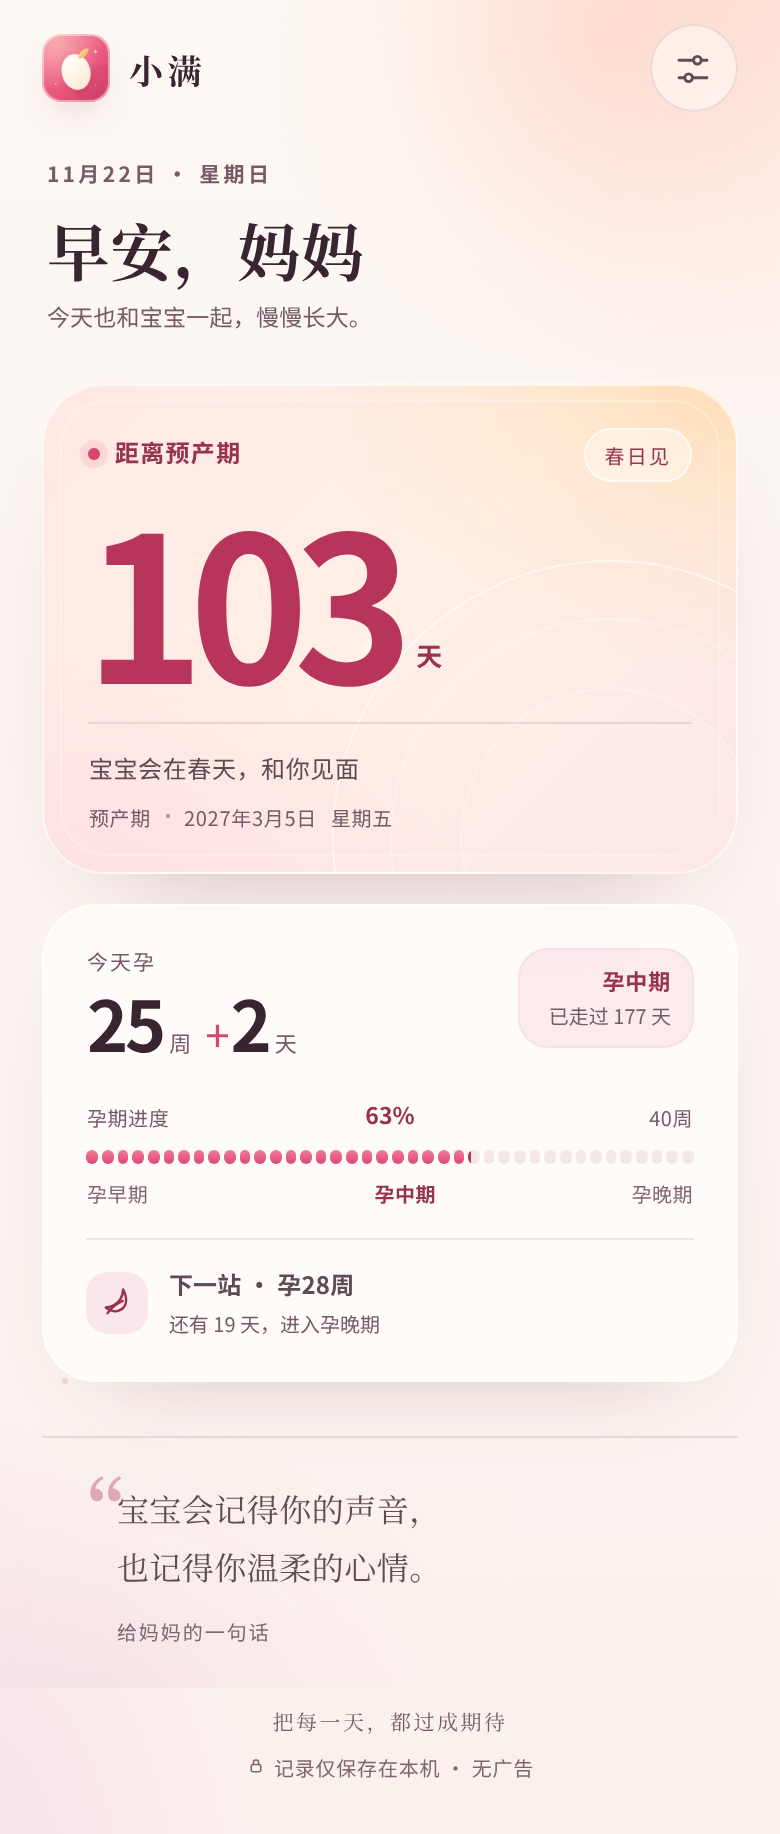 小满
11月22日 · 星期日
早安，妈妈
今天也和宝宝一起，慢慢长大。
距离预产期
春日见
103 天
宝宝会在春天，和你见面
预产期 · 2027年3月5日 星期五
今天孕
25 周 +2 天
孕中期
已走过 177 天
孕期进度 63% 40周
孕早期 孕中期 孕晚期
下一站 · 孕28周
还有 19 天，进入孕晚期
“宝宝会记得你的声音，
也记得你温柔的心情。
给妈妈的一句话
把每一天，都过成期待
记录仅保存在本机 · 无广告